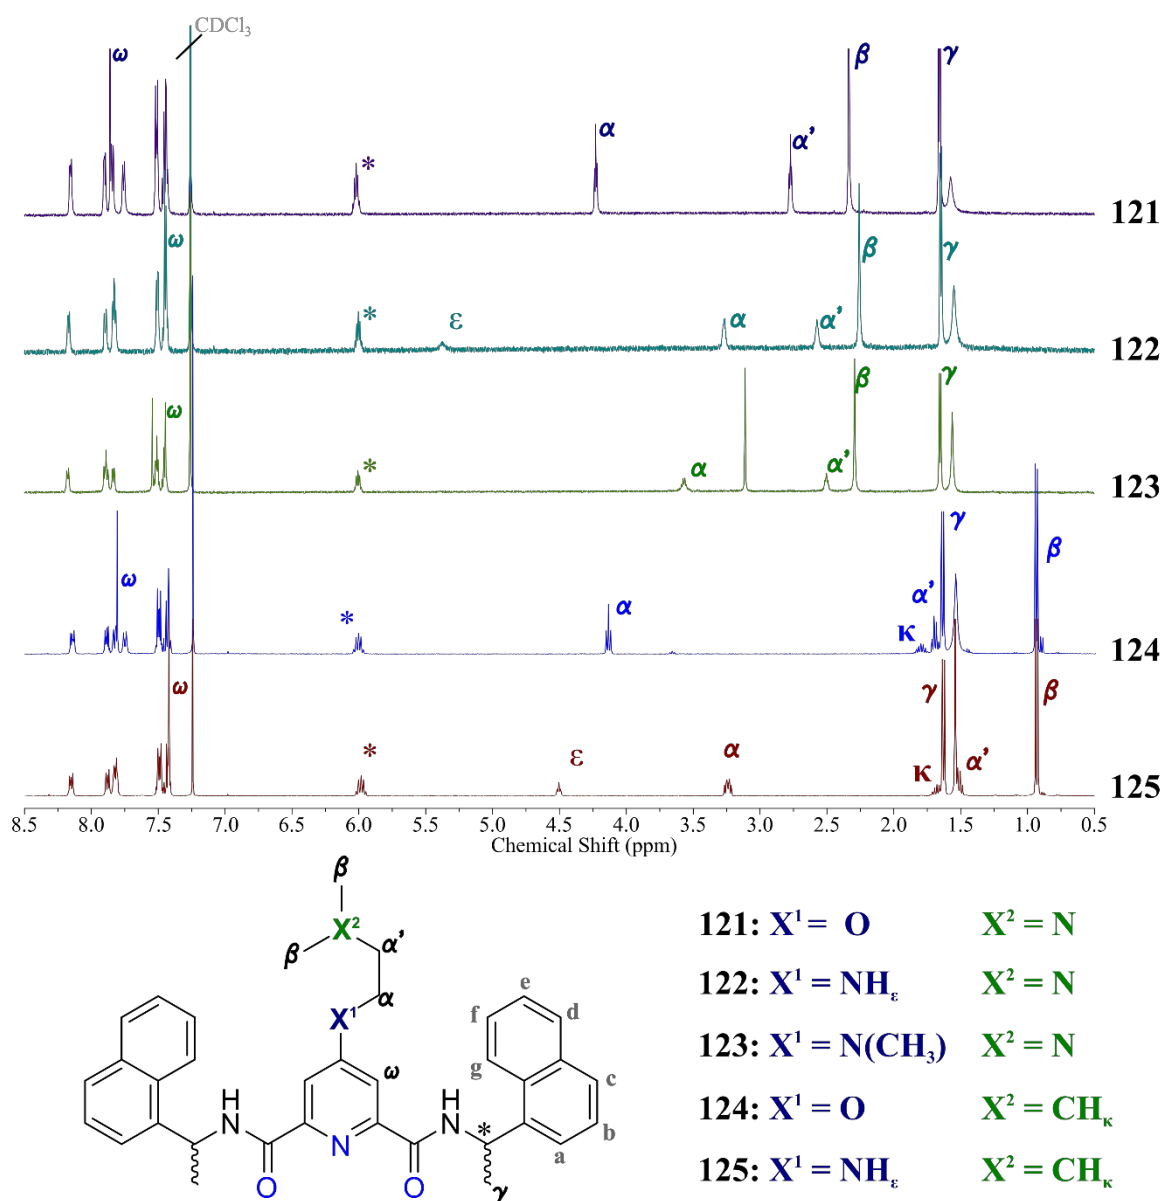 CDCl₃
ω β γ
α α'
* 121
ω β γ
* ε α α' 122
ω β γ
* α α' 123
ω γ β
* α α' κ 124
ω γ β
* ε α κ α' 125
8.5 8.0 7.5 7.0 6.5 6.0 5.5 5.0 4.5 4.0 3.5 3.0 2.5 2.0 1.5 1.0 0.5
Chemical Shift (ppm)
β
X²
β α'
α
X¹
e
f d
g c
ω
H H
N N b
* a
N
O O
γ
121: X¹ = O X² = N
122: X¹ = NHε X² = N
123: X¹ = N(CH₃) X² = N
124: X¹ = O X² = CHκ
125: X¹ = NHε X² = CHκ